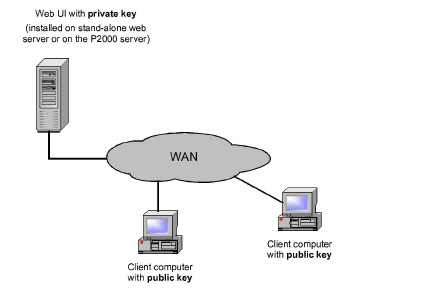 Web UI with private key
(installed on stand-alone web
server or on the P2000 server)
WAN
Client computer
with public key
Client computer
with public key